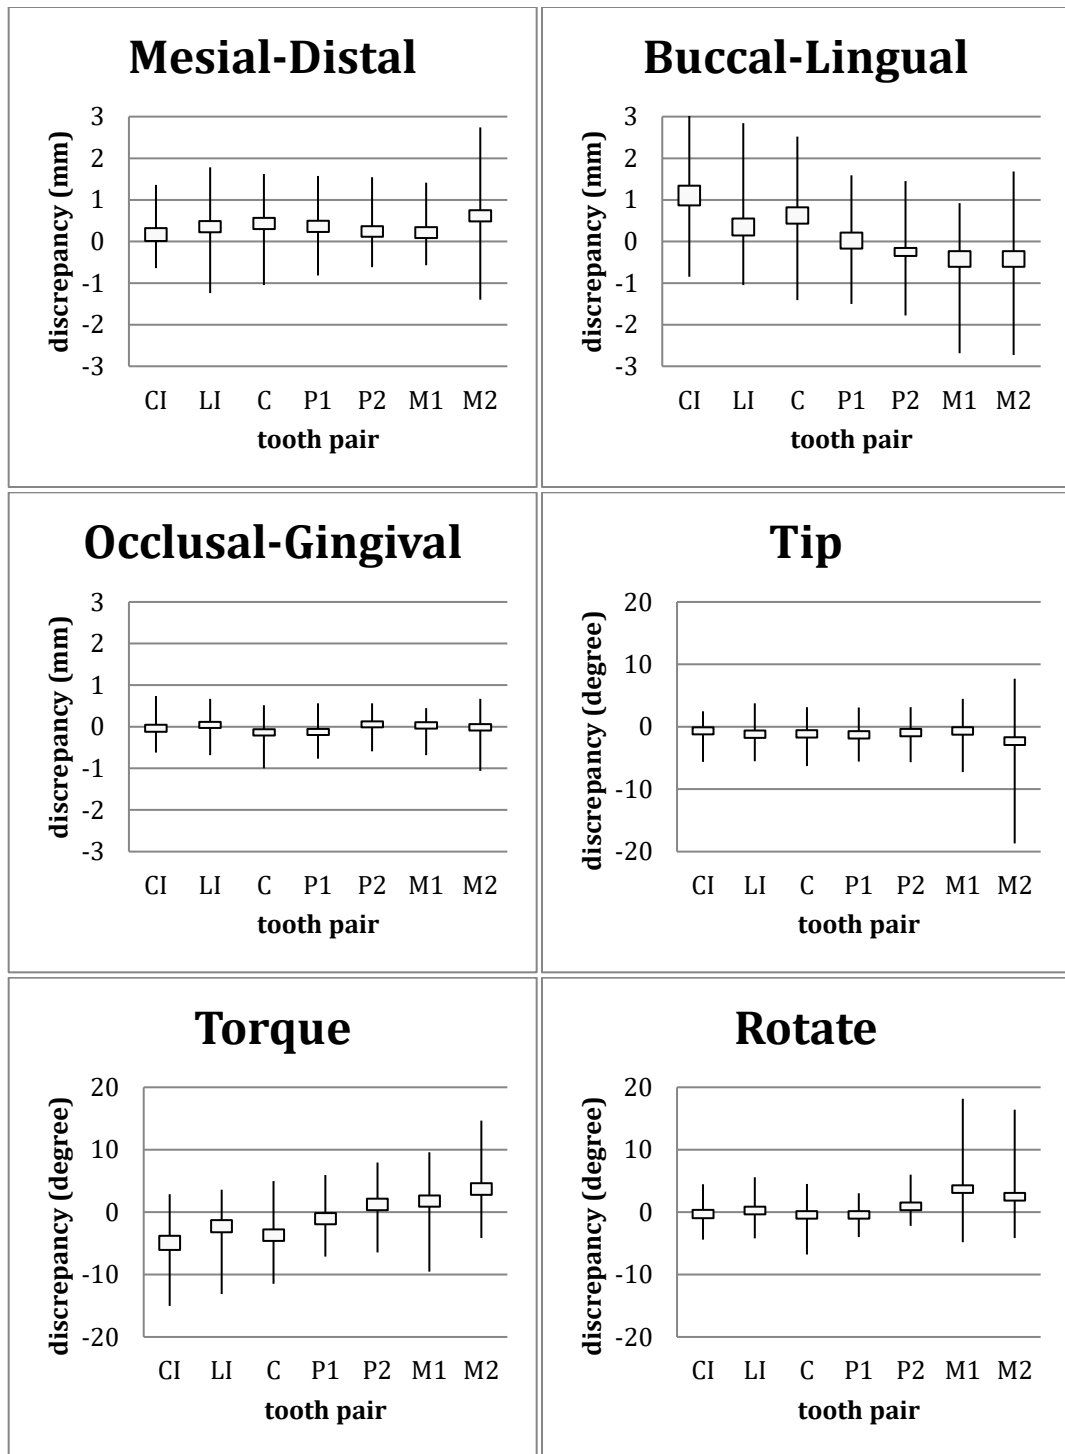 Mesial-Distal
discrepancy (mm)
3
2
1
0
-1
-2
-3
CI LI C P1 P2 M1 M2
tooth pair
Buccal-Lingual
discrepancy (mm)
3
2
1
0
-1
-2
-3
CI LI C P1 P2 M1 M2
tooth pair
Occlusal-Gingival
discrepancy (mm)
3
2
1
0
-1
-2
-3
CI LI C P1 P2 M1 M2
tooth pair
Tip
discrepancy (degree)
20
10
0
-10
-20
CI LI C P1 P2 M1 M2
tooth pair
Torque
discrepancy (degree)
20
10
0
-10
-20
CI LI C P1 P2 M1 M2
tooth pair
Rotate
discrepancy (degree)
20
10
0
-10
-20
CI LI C P1 P2 M1 M2
tooth pair